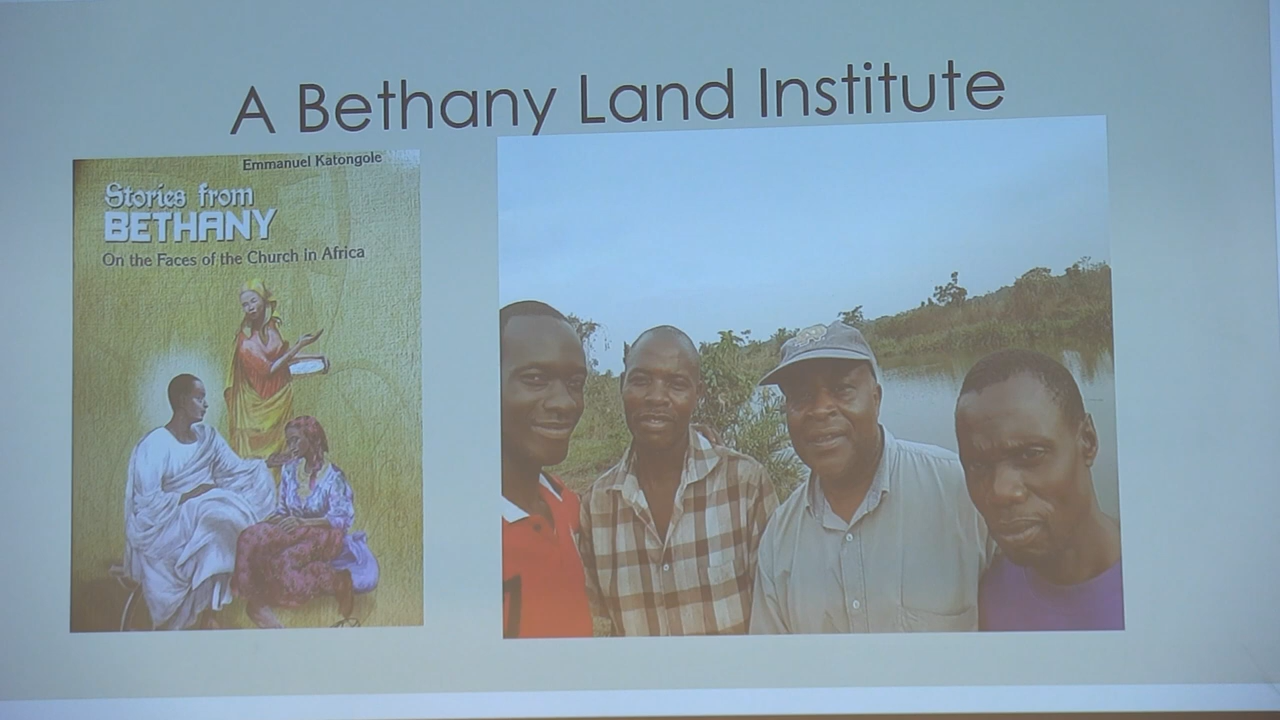 A Bethany Land Institute
Emmanuel Katongole
Stories from
BETHANY
On the Faces of the Church in Africa